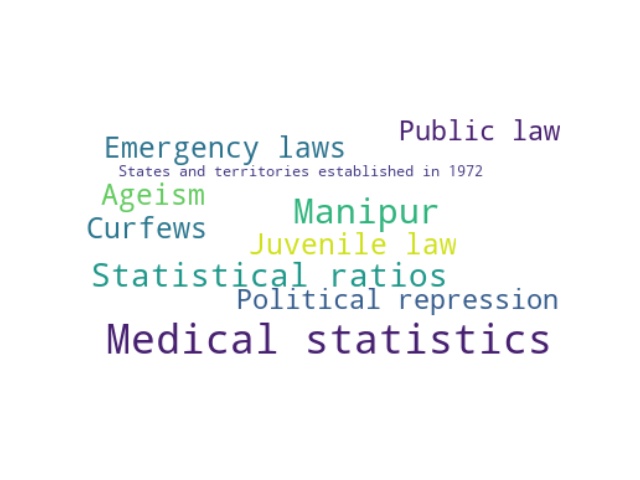 Public law
Emergency laws
States and territories established in 1972
Ageism
Manipur
Curfews
Juvenile law
Statistical ratios
Political repression
Medical statistics